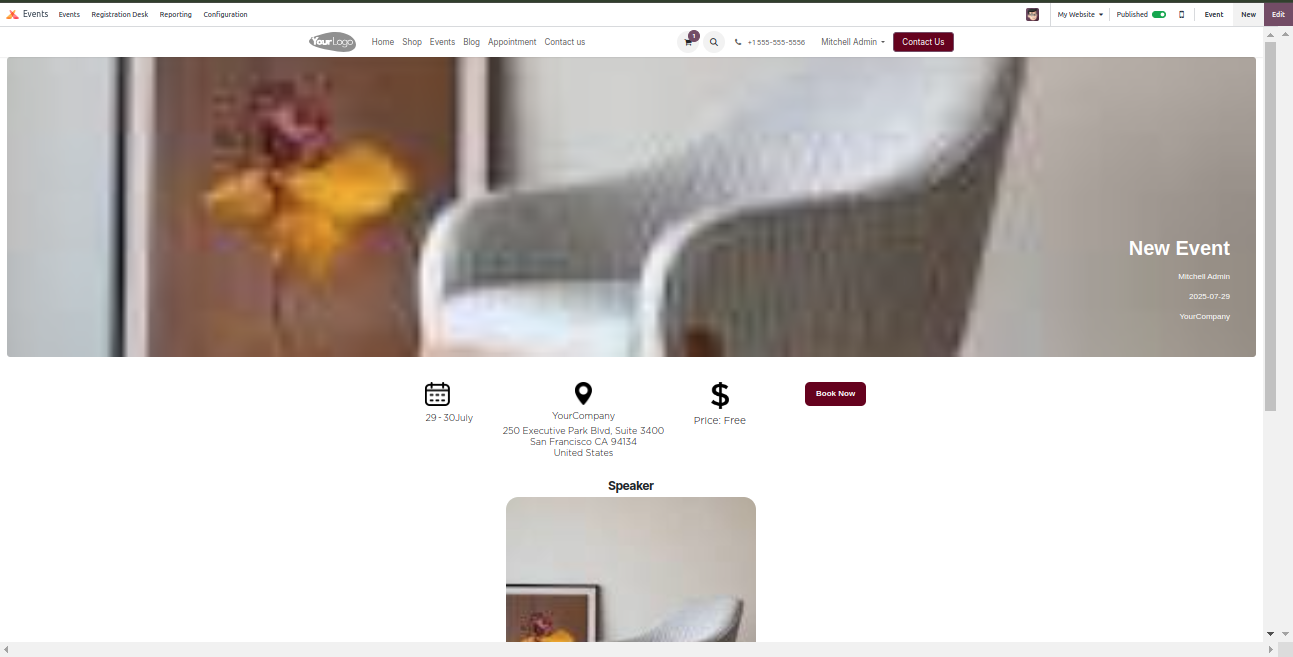 Events Events Registration Desk Reporting Configuration My Website Published Event New Edit
YourLogo Home Shop Events Blog Appointment Contact us 1 +1 555-555-5556 Mitchell Admin Contact Us
New Event
Mitchell Admin
2025-07-29
YourCompany
29 - 30July
YourCompany
250 Executive Park Blvd, Suite 3400
San Francisco CA 94134
United States
$
Price: Free
Book Now
Speaker